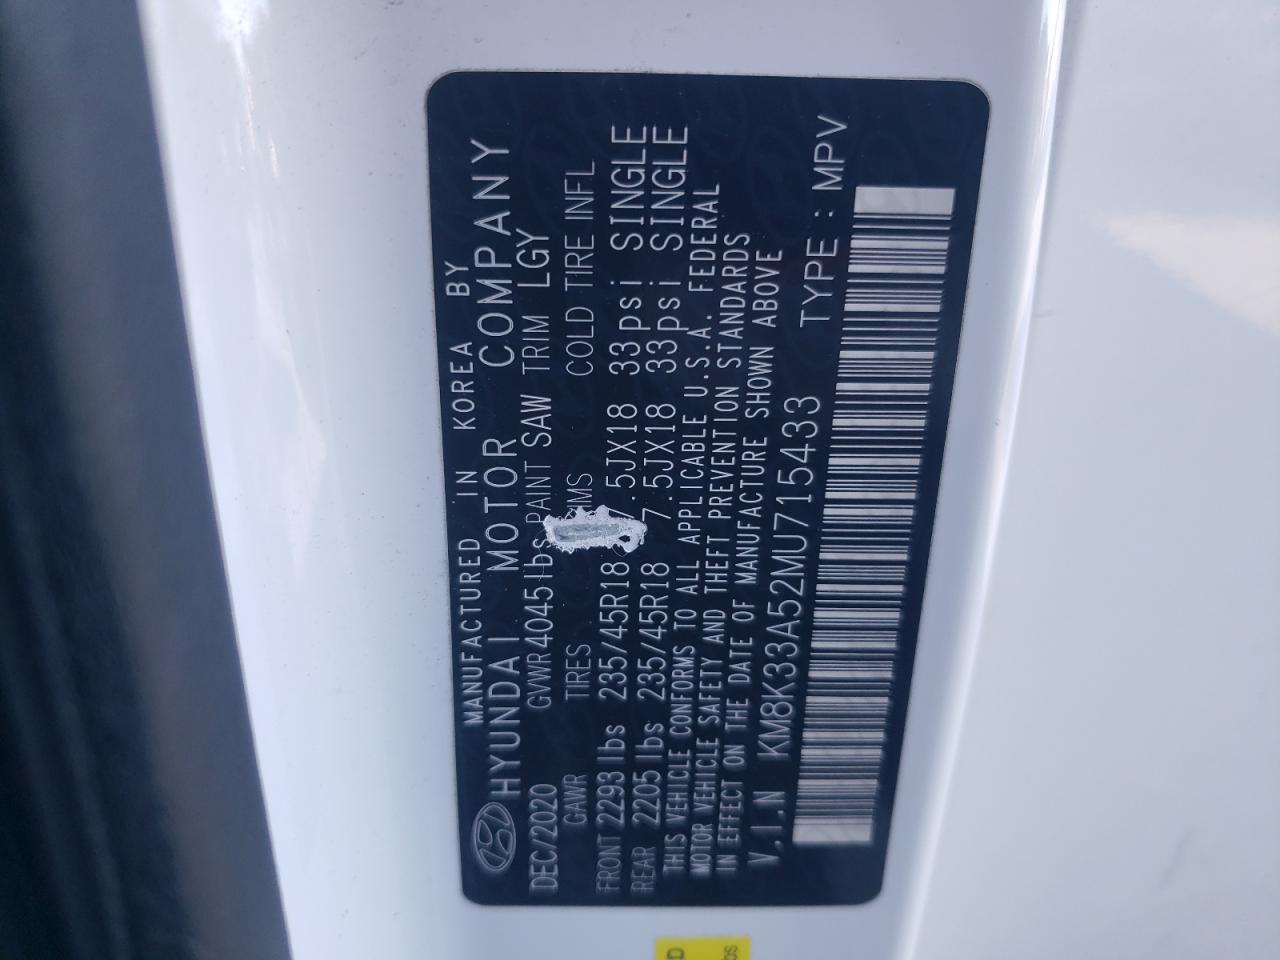 MANUFACTURED IN KOREA BY
HYUNDAI MOTOR COMPANY
DEC/2020 GVWR 4045 lbs PAINT SAW TRIM LGY
GAWR TIRES COLD TIRE INFL
FRONT 2293 lbs 235/45R18 7.5JX18 33psi SINGLE
REAR 2205 lbs 235/45R18 7.5JX18 33psi SINGLE
THIS VEHICLE CONFORMS TO ALL APPLICABLE U.S.A. FEDERAL
MOTOR VEHICLE SAFETY AND THEFT PREVENTION STANDARDS
IN EFFECT ON THE DATE OF MANUFACTURE SHOWN ABOVE
V.I.N KM8K33A52MU715433 TYPE : MPV